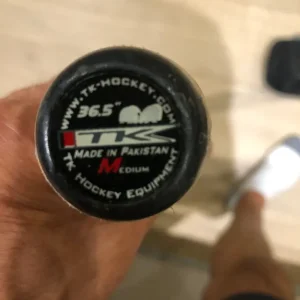 WWW.TK-HOCKEY.COM
36.5"
TK
MADE IN PAKISTAN
MEDIUM
TK HOCKEY EQUIPMENT